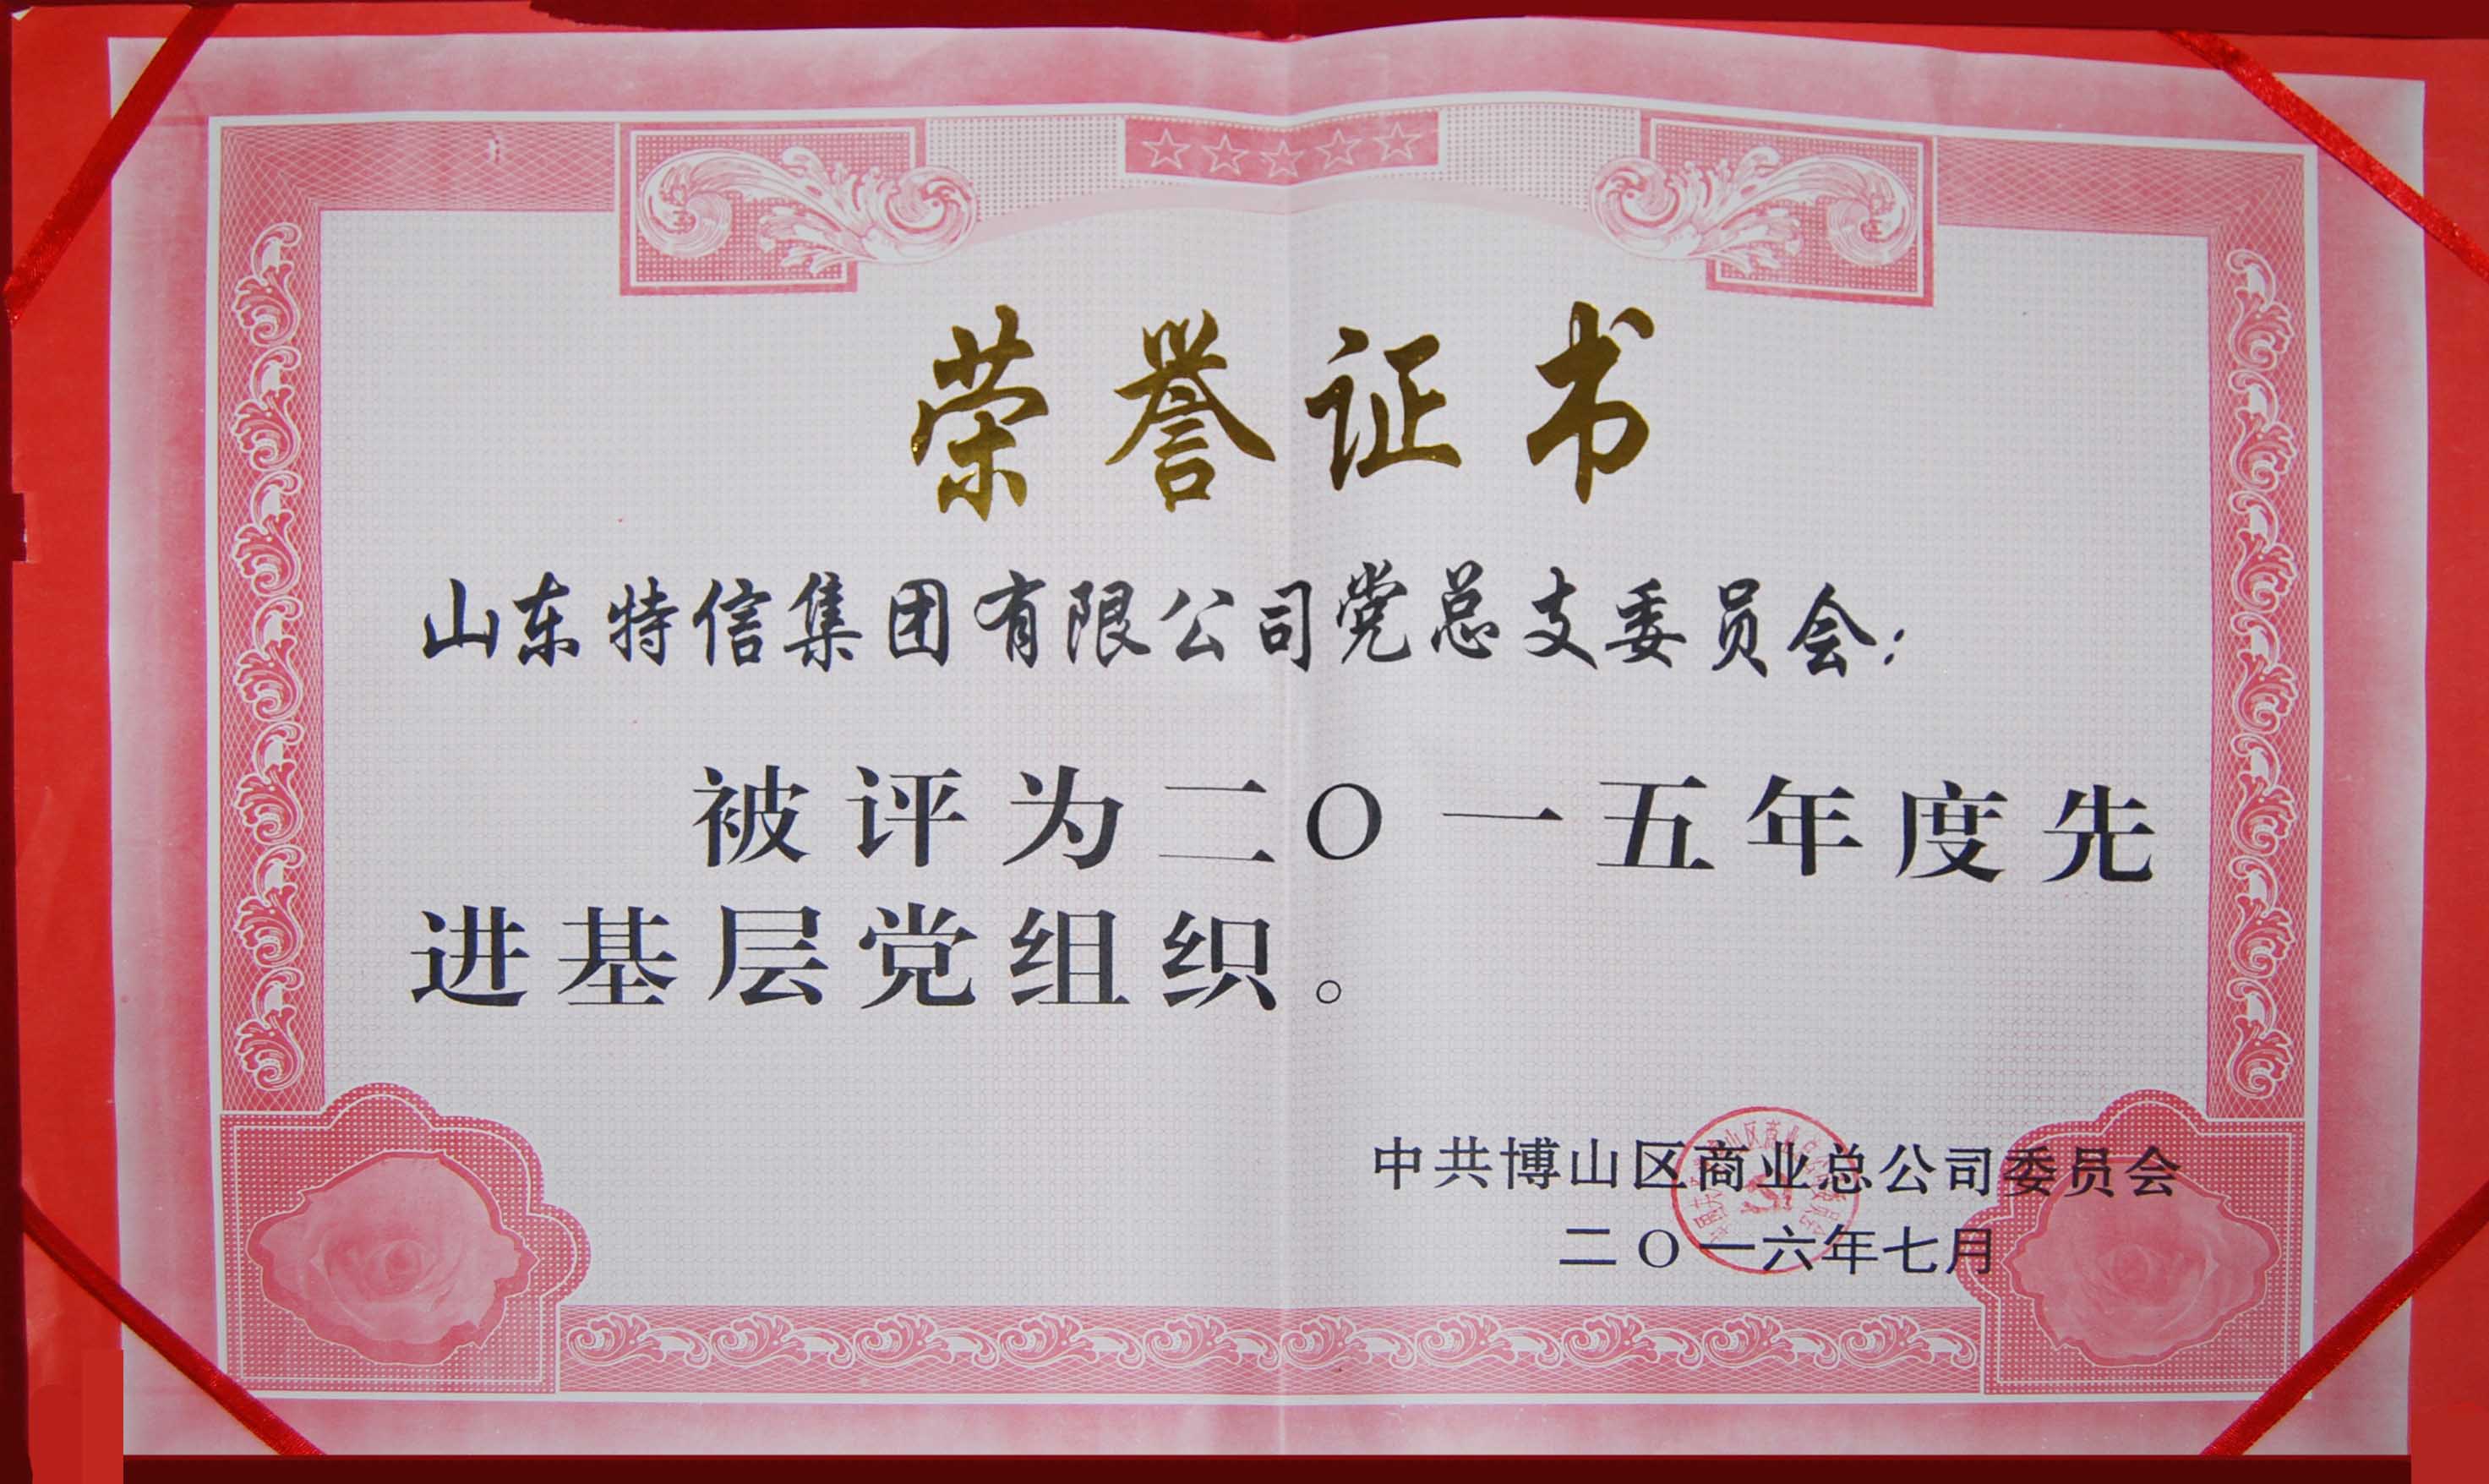 荣誉证书
山东特信集团有限公司党总支委员会：
被评为二〇一五年度先
进基层党组织。
中共博山区商业总公司委员会
二〇一六年七月